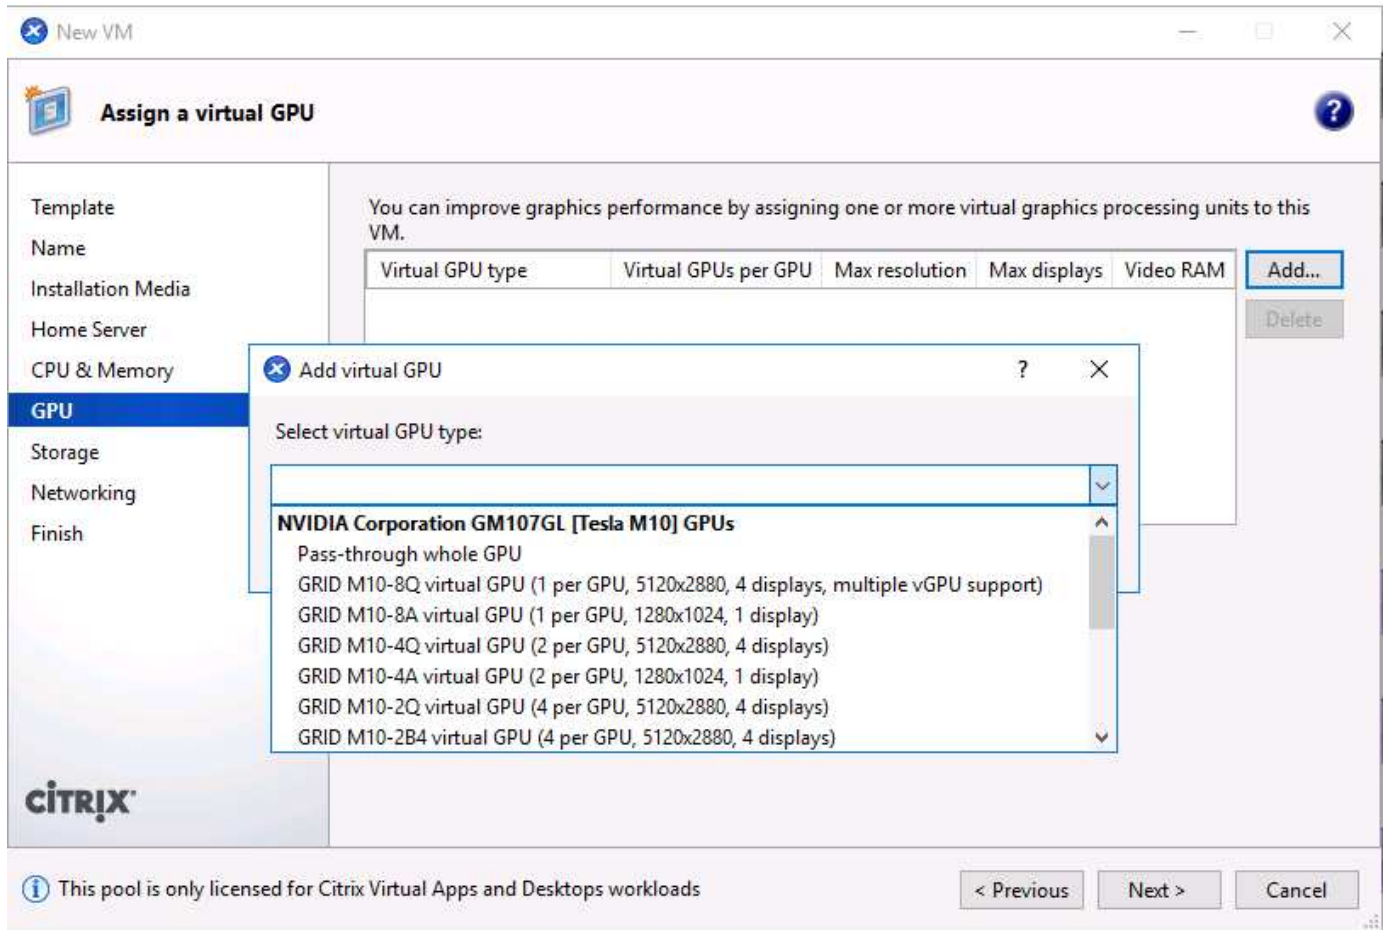 New VM
Assign a virtual GPU
?
Template
Name
Installation Media
Home Server
CPU & Memory
GPU
Storage
Networking
Finish
You can improve graphics performance by assigning one or more virtual graphics processing units to this
VM.
Virtual GPU type Virtual GPUs per GPU Max resolution Max displays Video RAM
Add...
Delete
Add virtual GPU
?
Select virtual GPU type:
NVIDIA Corporation GM107GL [Tesla M10] GPUs
Pass-through whole GPU
GRID M10-8Q virtual GPU (1 per GPU, 5120x2880, 4 displays, multiple vGPU support)
GRID M10-8A virtual GPU (1 per GPU, 1280x1024, 1 display)
GRID M10-4Q virtual GPU (2 per GPU, 5120x2880, 4 displays)
GRID M10-4A virtual GPU (2 per GPU, 1280x1024, 1 display)
GRID M10-2Q virtual GPU (4 per GPU, 5120x2880, 4 displays)
GRID M10-2B4 virtual GPU (4 per GPU, 5120x2880, 4 displays)
CİTRIX
This pool is only licensed for Citrix Virtual Apps and Desktops workloads
< Previous
Next >
Cancel